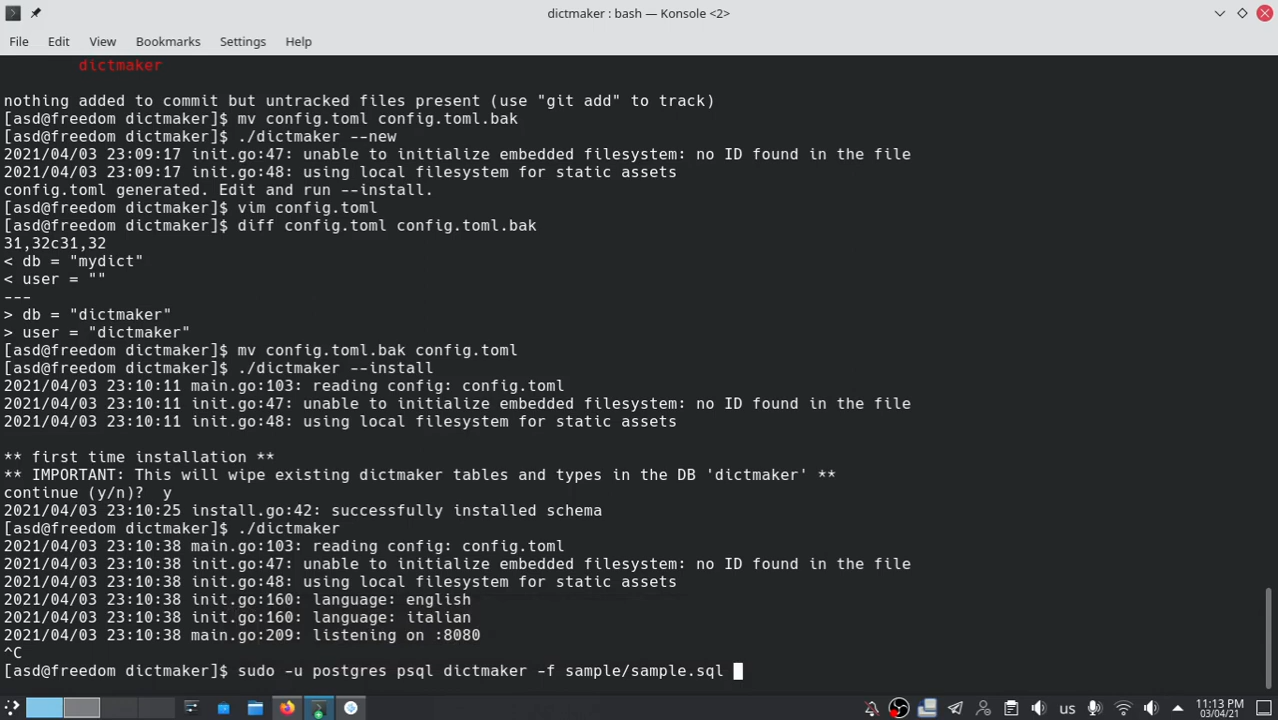 dictmaker : bash — Konsole <2>
File Edit View Bookmarks Settings Help
dictmaker
nothing added to commit but untracked files present (use "git add" to track)
[asd@freedom dictmaker]$ mv config.toml config.toml.bak
[asd@freedom dictmaker]$ ./dictmaker --new
2021/04/03 23:09:17 init.go:47: unable to initialize embedded filesystem: no ID found in the file
2021/04/03 23:09:17 init.go:48: using local filesystem for static assets
config.toml generated. Edit and run --install.
[asd@freedom dictmaker]$ vim config.toml
[asd@freedom dictmaker]$ diff config.toml config.toml.bak
31,32c31,32
< db = "mydict"
< user = ""
---
> db = "dictmaker"
> user = "dictmaker"
[asd@freedom dictmaker]$ mv config.toml.bak config.toml
[asd@freedom dictmaker]$ ./dictmaker --install
2021/04/03 23:10:11 main.go:103: reading config: config.toml
2021/04/03 23:10:11 init.go:47: unable to initialize embedded filesystem: no ID found in the file
2021/04/03 23:10:11 init.go:48: using local filesystem for static assets
** first time installation **
** IMPORTANT: This will wipe existing dictmaker tables and types in the DB 'dictmaker' **
continue (y/n)?  y
2021/04/03 23:10:25 install.go:42: successfully installed schema
[asd@freedom dictmaker]$ ./dictmaker
2021/04/03 23:10:38 main.go:103: reading config: config.toml
2021/04/03 23:10:38 init.go:47: unable to initialize embedded filesystem: no ID found in the file
2021/04/03 23:10:38 init.go:48: using local filesystem for static assets
2021/04/03 23:10:38 init.go:160: language: english
2021/04/03 23:10:38 init.go:160: language: italian
2021/04/03 23:10:38 main.go:209: listening on :8080
^C
[asd@freedom dictmaker]$ sudo -u postgres psql dictmaker -f sample/sample.sql
us
11:13 PM
03/04/21